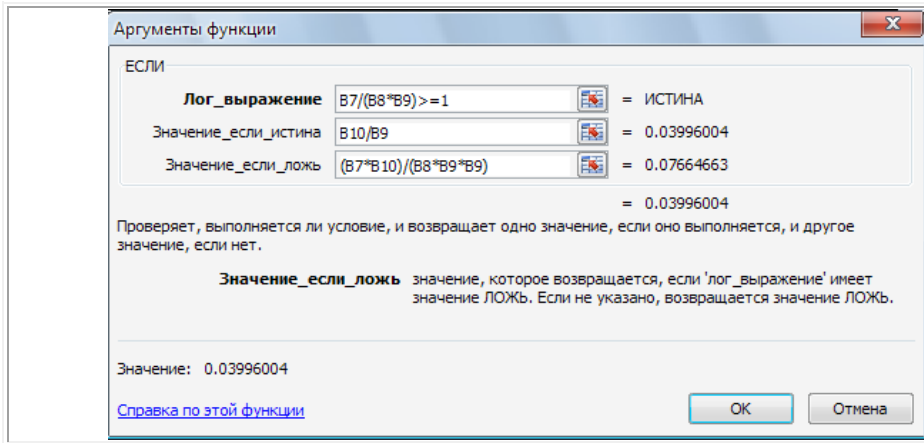 Аргументы функции
ЕСЛИ
Лог_выражение B7/(B8*B9)>=1 = ИСТИНА
Значение_если_истина B10/B9 = 0.03996004
Значение_если_ложь (B7*B10)/(B8*B9*B9) = 0.07664663
= 0.03996004
Проверяет, выполняется ли условие, и возвращает одно значение, если оно выполняется, и другое
значение, если нет.
Значение_если_ложь значение, которое возвращается, если 'лог_выражение' имеет
значение ЛОЖЬ. Если не указано, возвращается значение ЛОЖЬ.
Значение: 0.03996004
Справка по этой функции OK Отмена